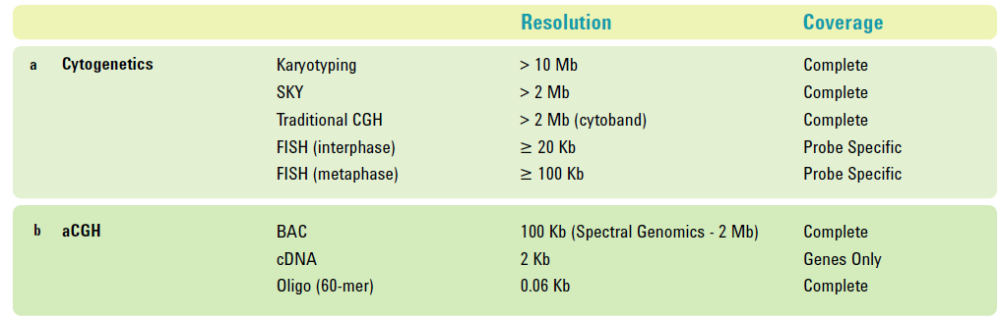 Resolution Coverage
a Cytogenetics Karyotyping > 10 Mb Complete
SKY > 2 Mb Complete
Traditional CGH > 2 Mb (cytoband) Complete
FISH (interphase) ≥ 20 Kb Probe Specific
FISH (metaphase) ≥ 100 Kb Probe Specific
b aCGH BAC 100 Kb (Spectral Genomics - 2 Mb) Complete
cDNA 2 Kb Genes Only
Oligo (60-mer) 0.06 Kb Complete